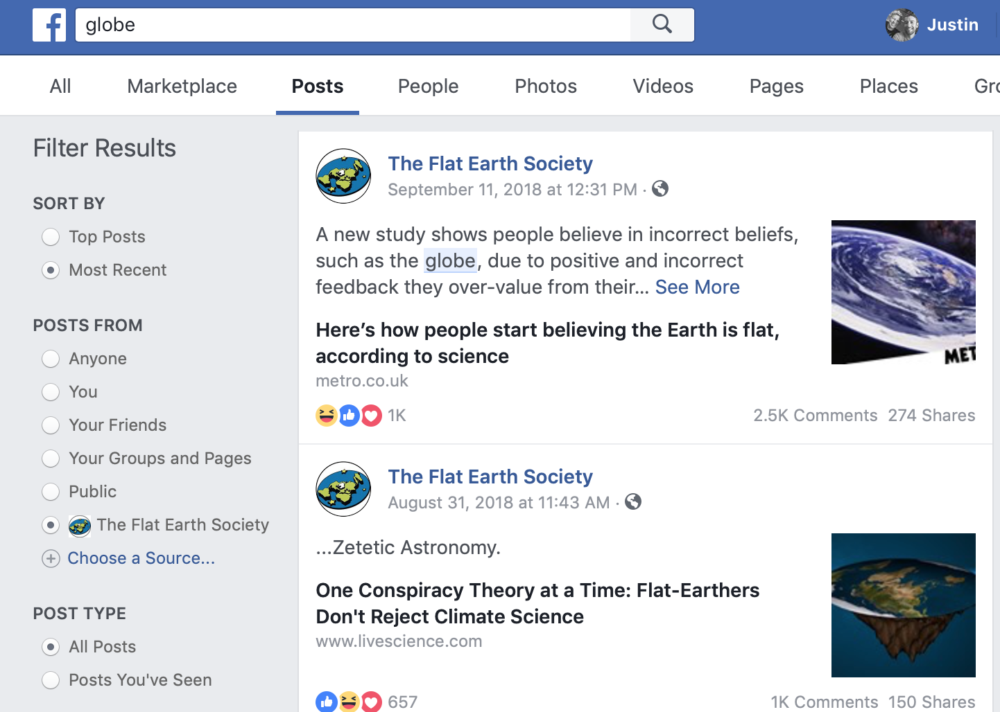 globe
Justin
All Marketplace Posts People Photos Videos Pages Places Gro
Filter Results
SORT BY
Top Posts
Most Recent
POSTS FROM
Anyone
You
Your Friends
Your Groups and Pages
Public
The Flat Earth Society
Choose a Source...
POST TYPE
All Posts
Posts You've Seen
The Flat Earth Society
September 11, 2018 at 12:31 PM ·
A new study shows people believe in incorrect beliefs,
such as the globe, due to positive and incorrect
feedback they over-value from their... See More
Here’s how people start believing the Earth is flat,
according to science
metro.co.uk
MET
1K
2.5K Comments 274 Shares
The Flat Earth Society
August 31, 2018 at 11:43 AM ·
...Zetetic Astronomy.
One Conspiracy Theory at a Time: Flat-Earthers
Don't Reject Climate Science
www.livescience.com
657
1K Comments 150 Shares